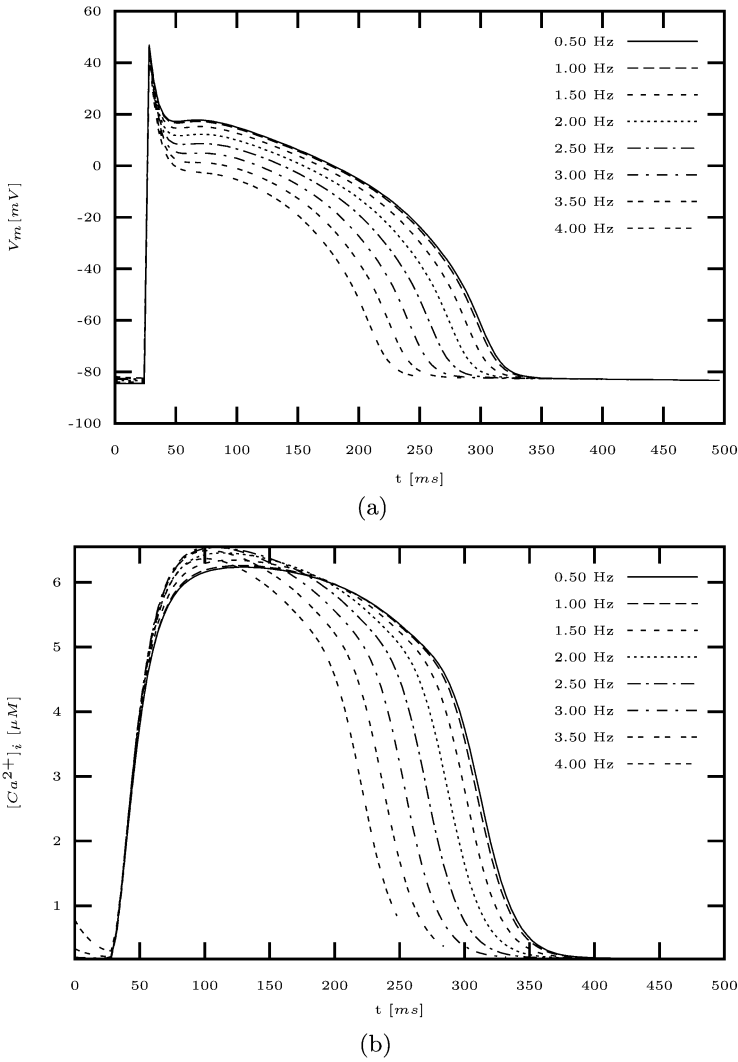 60
40
20
0
-20
-40
-60
-80
-100
V_m [mV]
0.50 Hz
1.00 Hz
1.50 Hz
2.00 Hz
2.50 Hz
3.00 Hz
3.50 Hz
4.00 Hz
0 50 100 150 200 250 300 350 400 450 500
t [ms]
(a)
6
5
4
3
2
1
[Ca²⁺]ᵢ [μM]
0.50 Hz
1.00 Hz
1.50 Hz
2.00 Hz
2.50 Hz
3.00 Hz
3.50 Hz
4.00 Hz
0 50 100 150 200 250 300 350 400 450 500
t [ms]
(b)